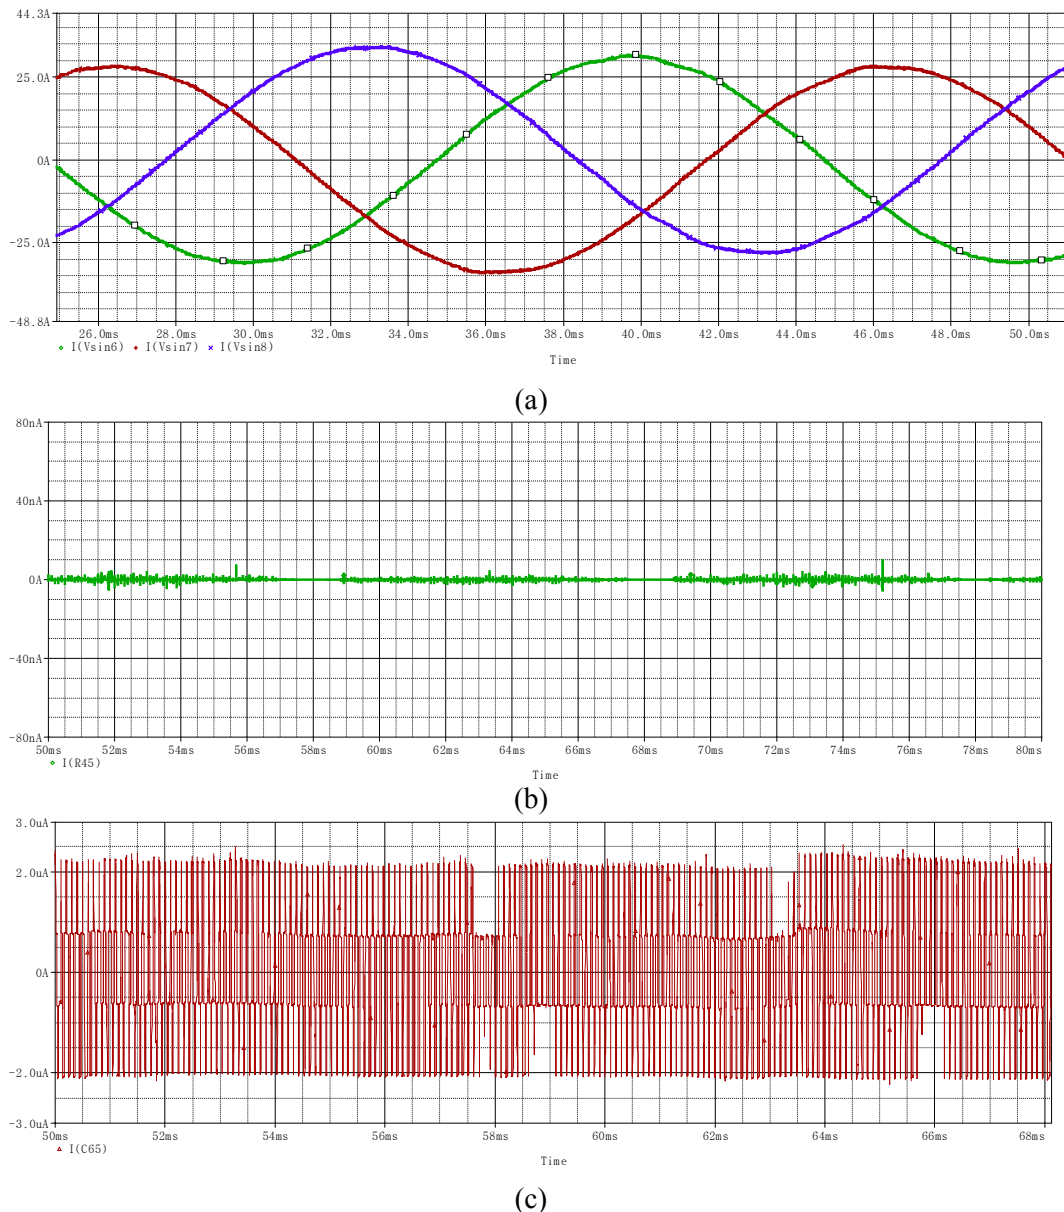 44.3A
25.0A
0A
-25.0A
-48.8A
26.0ms 28.0ms 30.0ms 32.0ms 34.0ms 36.0ms 38.0ms 40.0ms 42.0ms 44.0ms 46.0ms 48.0ms 50.0ms
I(Vsin6) I(Vsin7) I(Vsin8)
Time
(a)
80nA
40nA
0A
-40nA
-80nA
50ms 52ms 54ms 56ms 58ms 60ms 62ms 64ms 66ms 68ms 70ms 72ms 74ms 76ms 78ms 80ms
I(R45)
Time
(b)
3.0uA
2.0uA
0A
-2.0uA
-3.0uA
50ms 52ms 54ms 56ms 58ms 60ms 62ms 64ms 66ms 68ms
I(C65)
Time
(c)